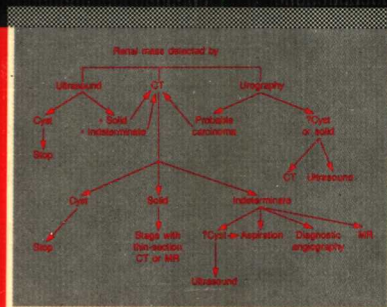 Renal mass detected by
Ultrasound CT Urography
Cyst • Solid Probable ?Cyst
• Indeterminate carcinoma or solid
Stop
CT Ultrasound
Cyst Solid Indeterminate
Stop Stage with ?Cyst Aspiration Diagnostic MR
thin-section angiography
CT or MR
Ultrasound